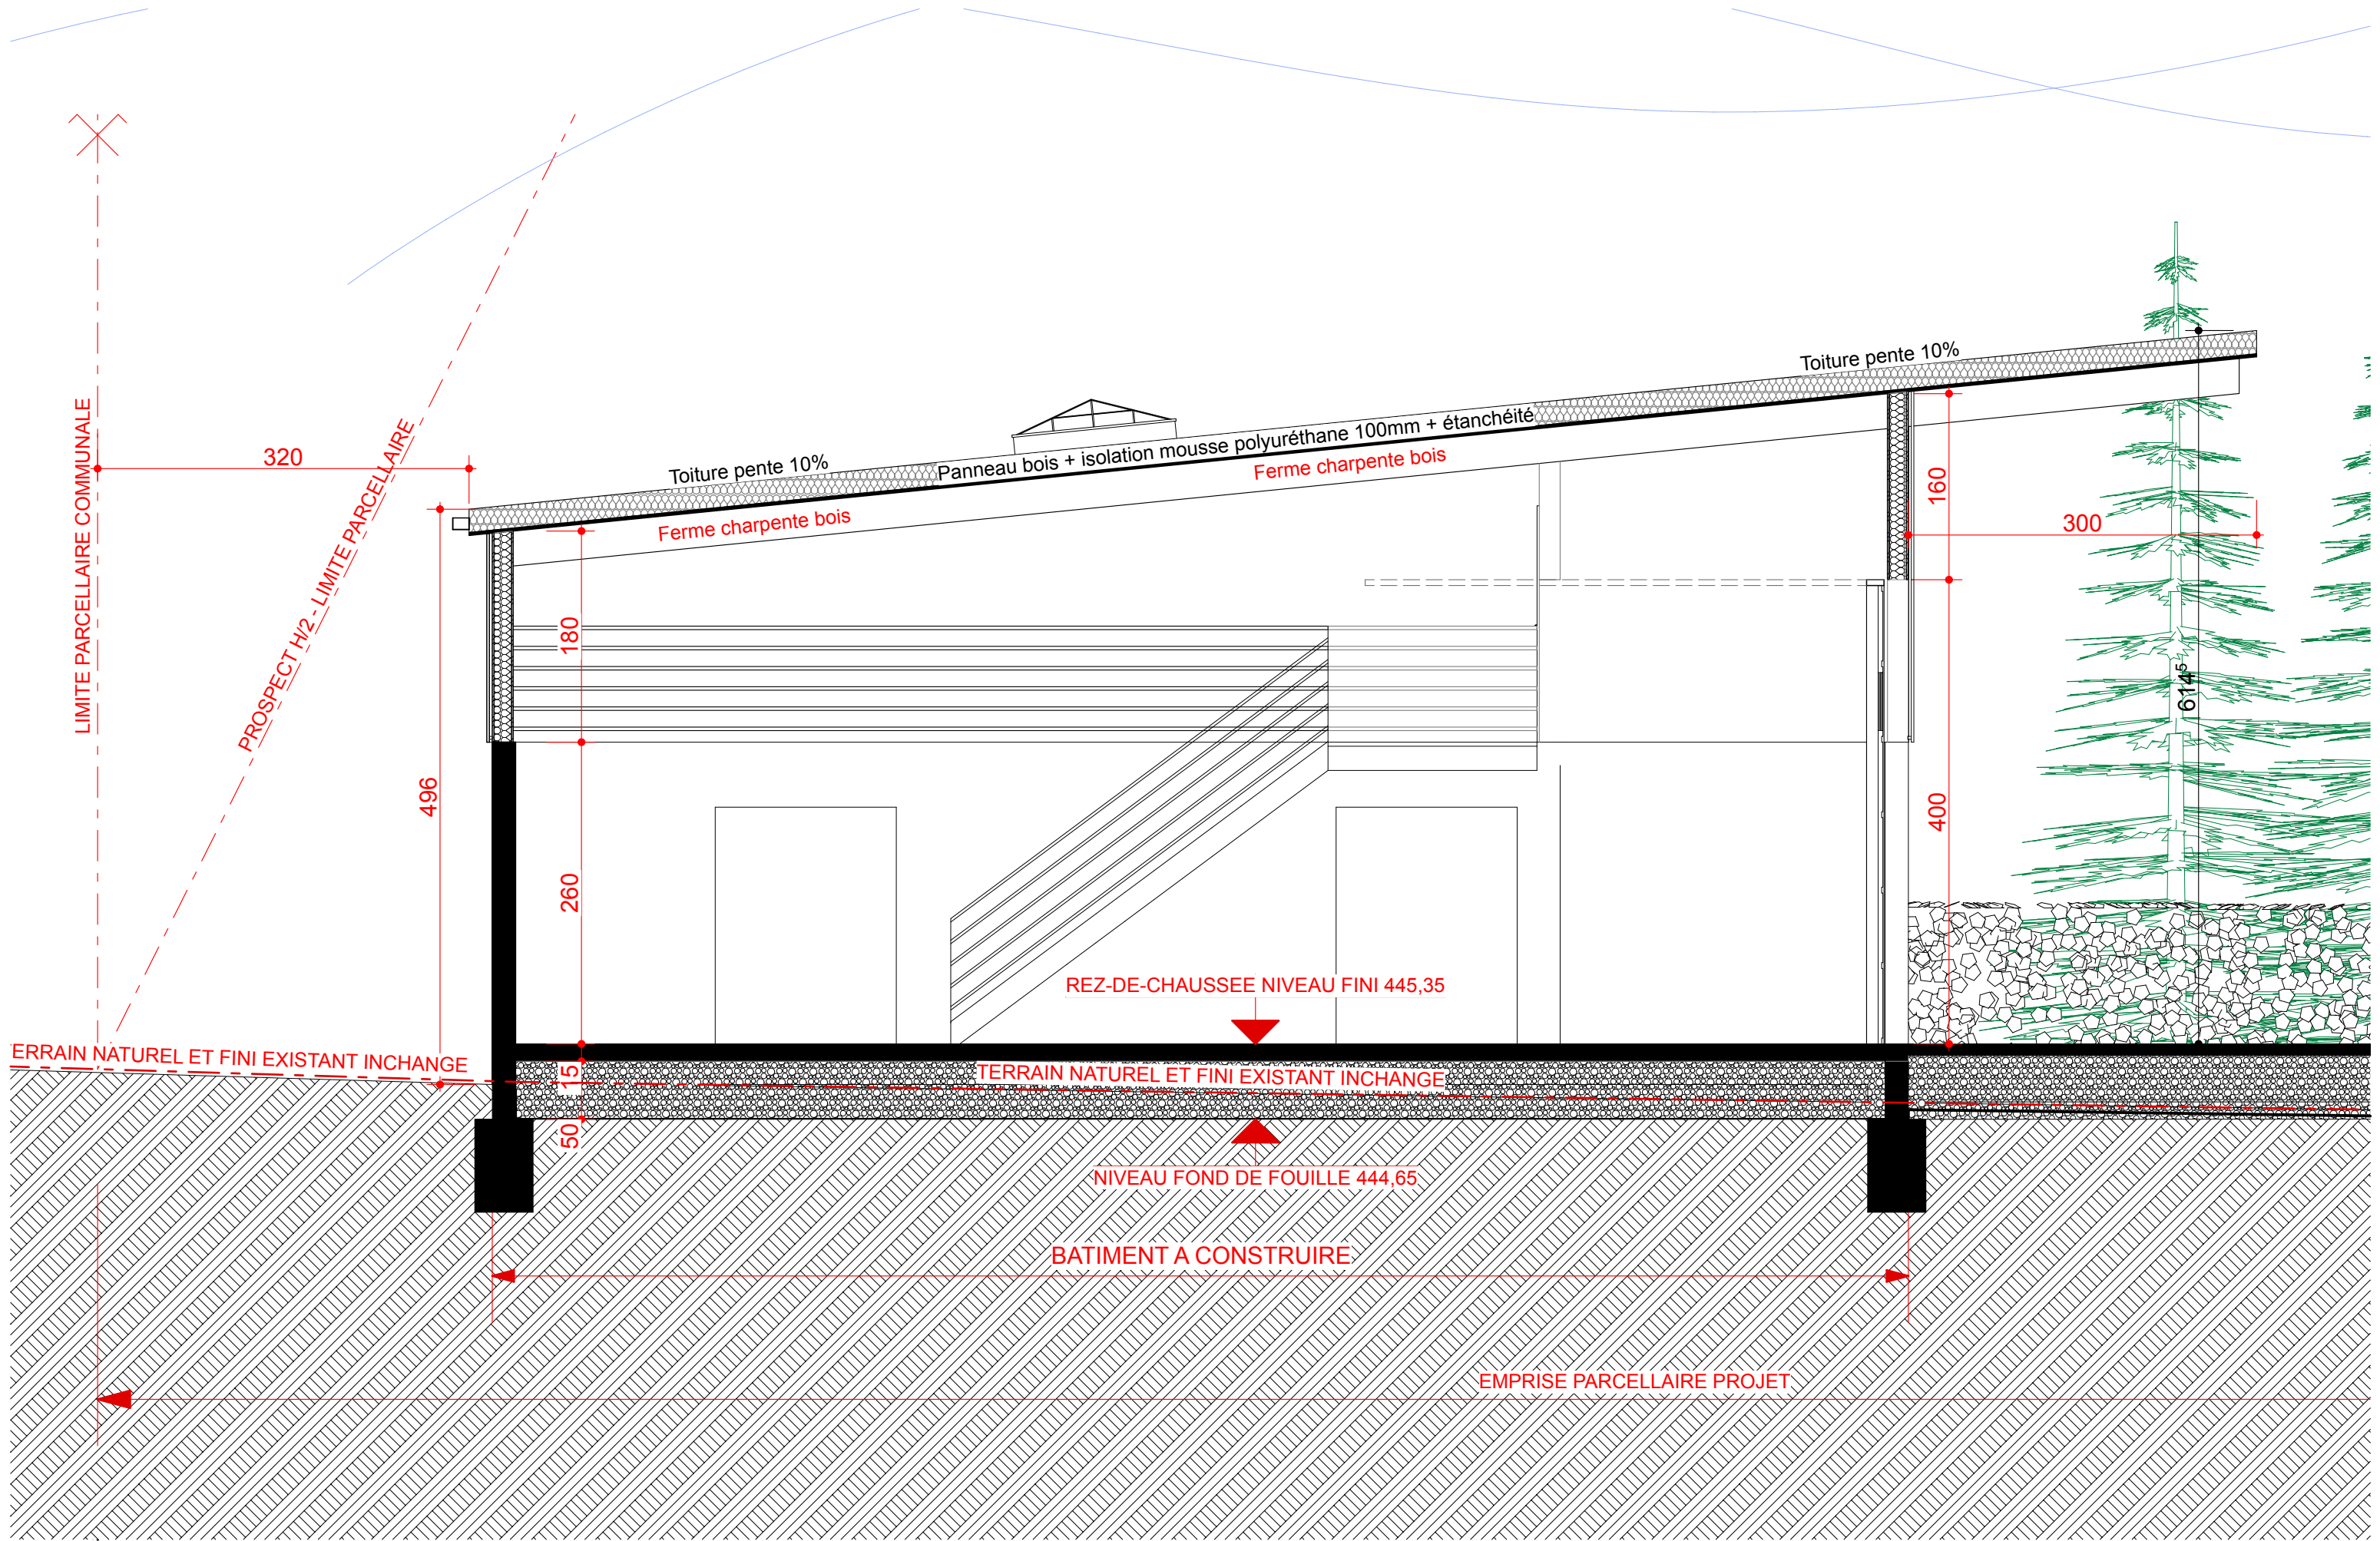 Toiture pente 10%
Panneau bois + isolation mousse polyuréthane 100mm + étanchéité
Toiture pente 10%
Ferme charpente bois
Ferme charpente bois
LIMITE PARCELLAIRE COMMUNALE
PROSPECT H/2 - LIMITE PARCELLAIRE
320
496
180
260
15
50
160
300
400
614⁵
REZ-DE-CHAUSSEE NIVEAU FINI 445,35
ERRAIN NATUREL ET FINI EXISTANT INCHANGE
TERRAIN NATUREL ET FINI EXISTANT INCHANGE
NIVEAU FOND DE FOUILLE 444,65
BATIMENT A CONSTRUIRE
EMPRISE PARCELLAIRE PROJET